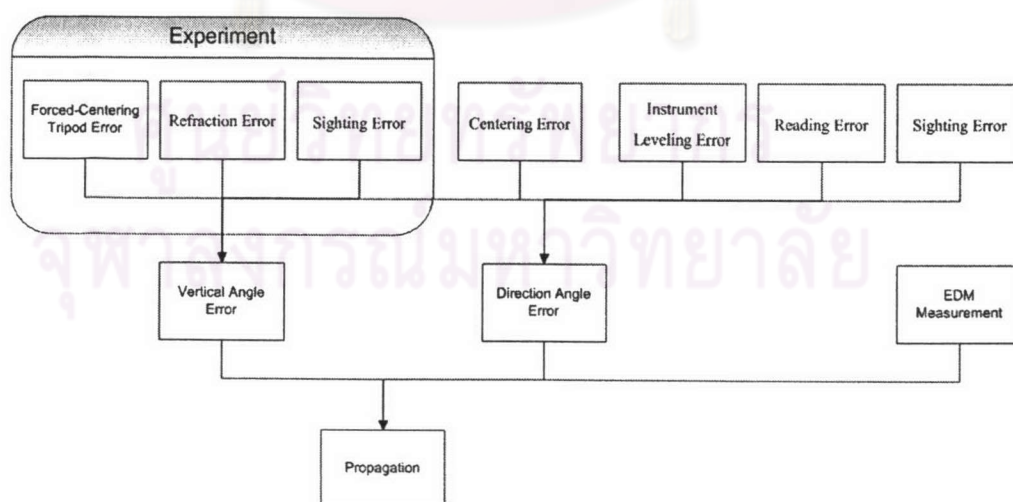 Experiment
Forced-Centering
Tripod Error
Refraction Error
Sighting Error
Centering Error
Instrument
Leveling Error
Reading Error
Sighting Error
ศูนย์วิทยทรัพยากร
จุฬาลงกรณ์มหาวิทยาลัย
Vertical Angle
Error
Direction Angle
Error
EDM
Measurement
Propagation